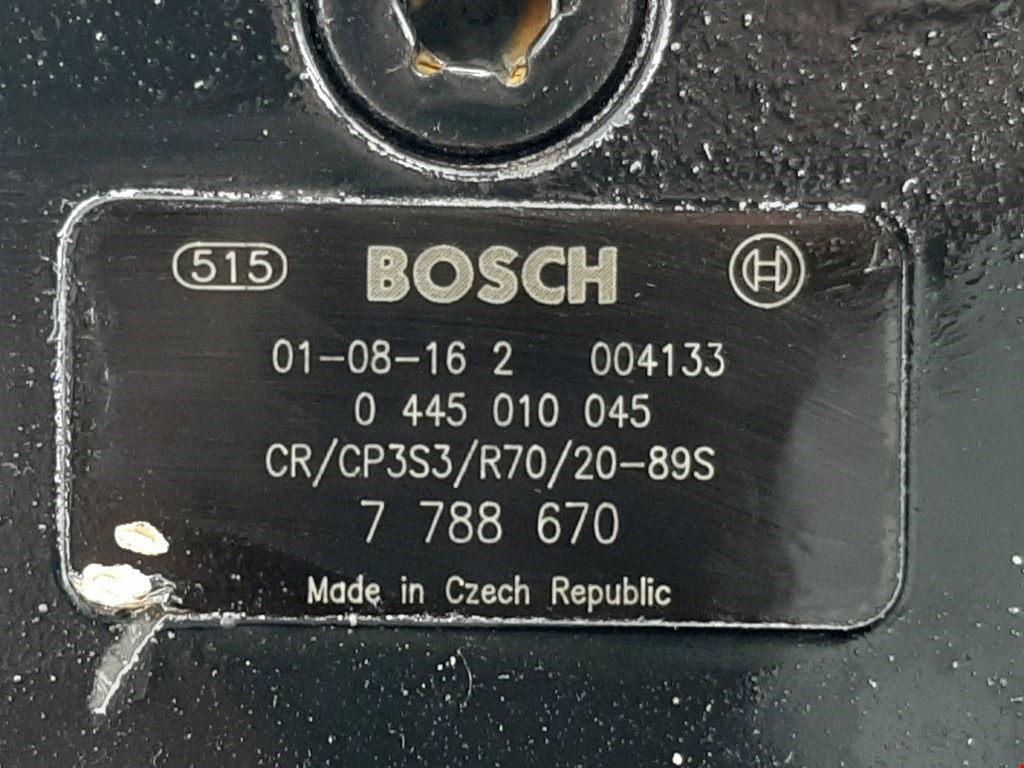 515 BOSCH
01-08-16 2 004133
0 445 010 045
CR/CP3S3/R70/20-89S
7 788 670
Made in Czech Republic